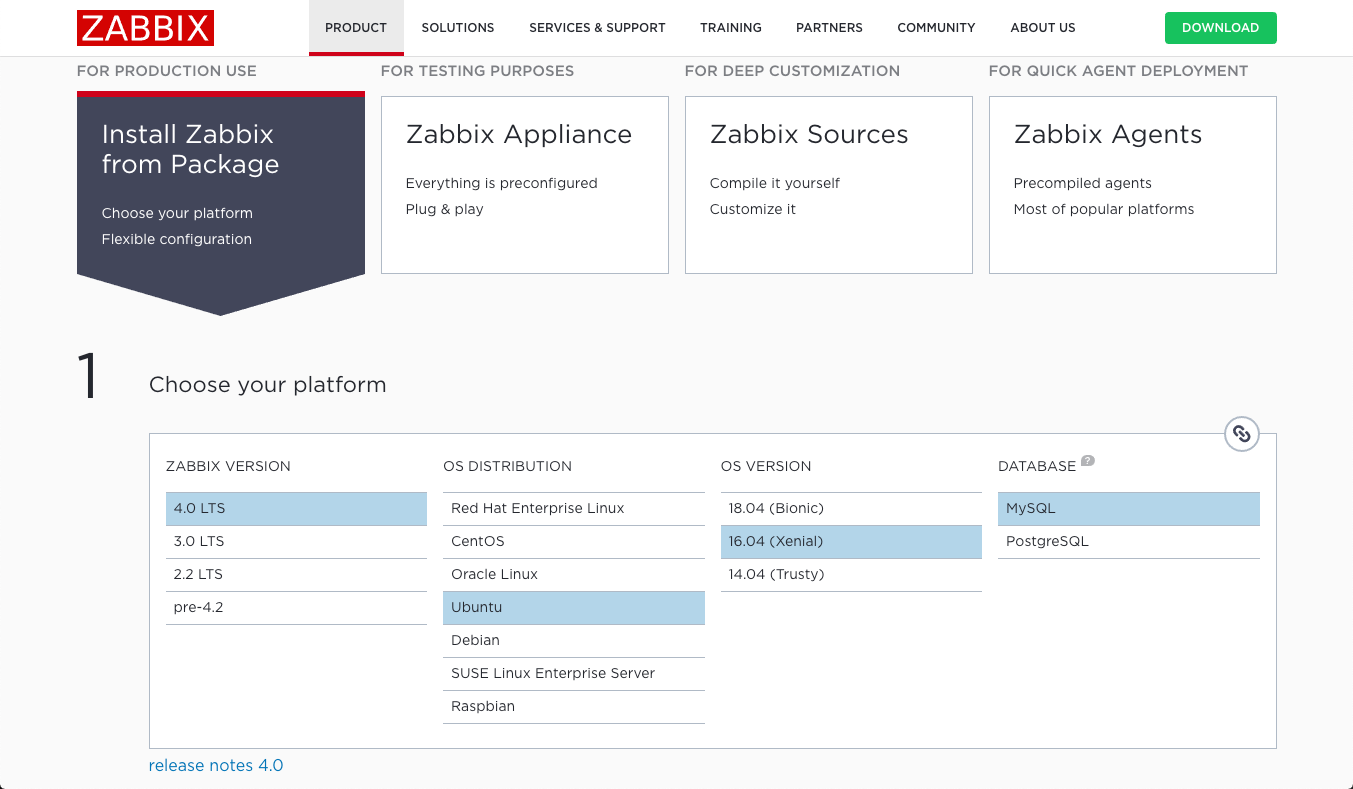 ZABBIX
PRODUCT
SOLUTIONS
SERVICES & SUPPORT
TRAINING
PARTNERS
COMMUNITY
ABOUT US
DOWNLOAD
FOR PRODUCTION USE
Install Zabbix
from Package
Choose your platform
Flexible configuration
FOR TESTING PURPOSES
Zabbix Appliance
Everything is preconfigured
Plug & play
FOR DEEP CUSTOMIZATION
Zabbix Sources
Compile it yourself
Customize it
FOR QUICK AGENT DEPLOYMENT
Zabbix Agents
Precompiled agents
Most of popular platforms
1
Choose your platform
ZABBIX VERSION
4.0 LTS
3.0 LTS
2.2 LTS
pre-4.2
OS DISTRIBUTION
Red Hat Enterprise Linux
CentOS
Oracle Linux
Ubuntu
Debian
SUSE Linux Enterprise Server
Raspbian
OS VERSION
18.04 (Bionic)
16.04 (Xenial)
14.04 (Trusty)
DATABASE ?
MySQL
PostgreSQL
release notes 4.0